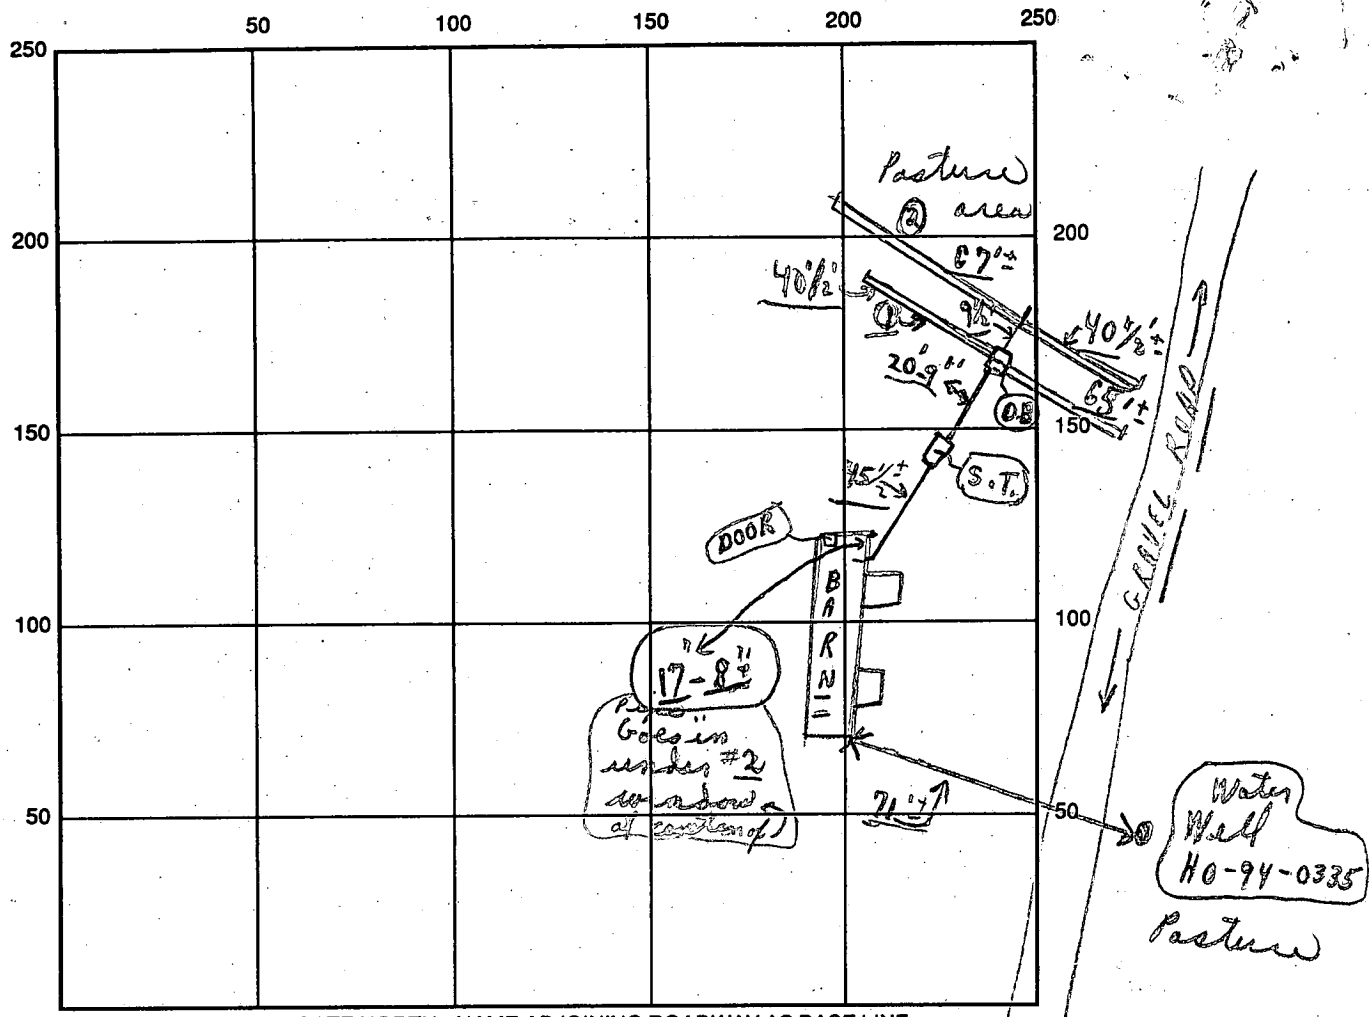 50 100 150 200 250
250
Pasture
② area
200 200
67'±
40½'
①
9½'
40½'±
20'9"
65'±
OB
150 150
S.T.
45½'±
DOOR
BARN
GRAVEL ROAD
100 100
17"-8"±
Goes in
under #2
window
of
71'±
50 50
Water
Well
HO-94-0335
Pasture